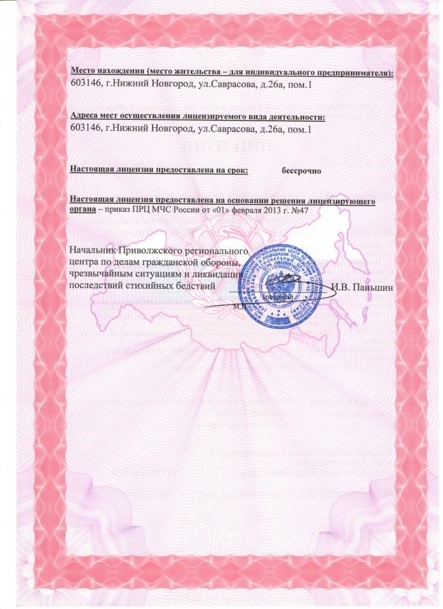 Место нахождения (место жительства – для индивидуального предпринимателя):
603146, г.Нижний Новгород, ул.Саврасова, д.26а, пом.1
Адреса мест осуществления лицензируемого вида деятельности:
603146, г.Нижний Новгород, ул.Саврасова, д.26а, пом.1
Настоящая лицензия предоставлена на срок: бессрочно
Настоящая лицензия предоставлена на основании решения лицензирующего
органа – приказ ПРЦ МЧС России от «01» февраля 2013 г. №47
Начальник Приволжского регионального
центра по делам гражданской обороны,
чрезвычайным ситуациям и ликвидации
последствий стихийных бедствий И.В. Паньшин